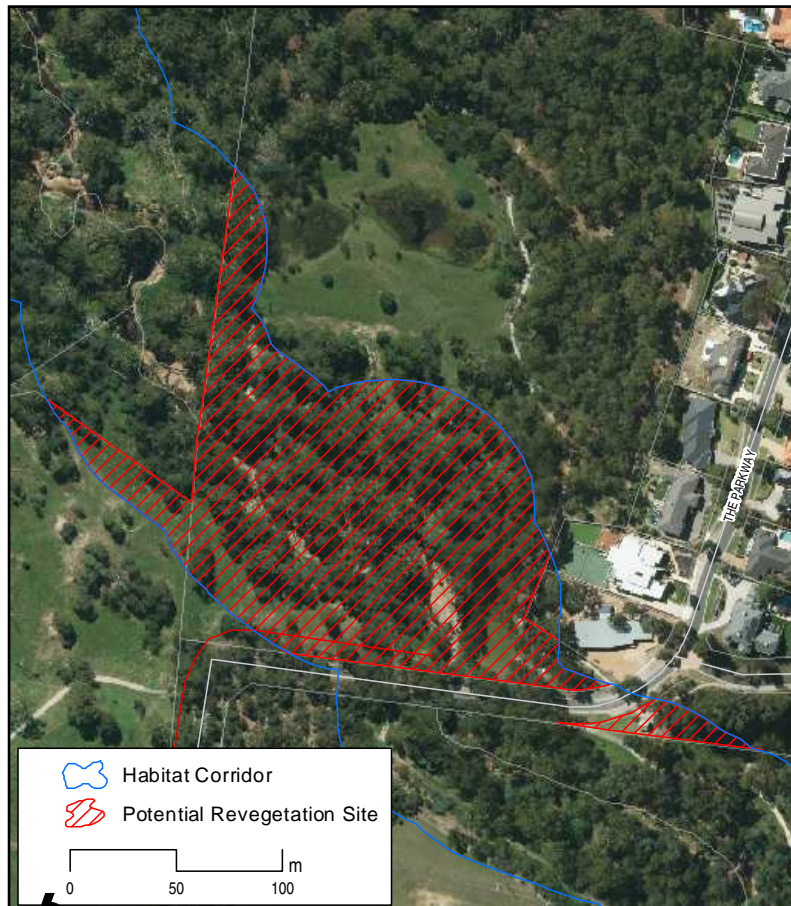 THE PARKWAY
Habitat Corridor
Potential Revegetation Site
m
0 50 100